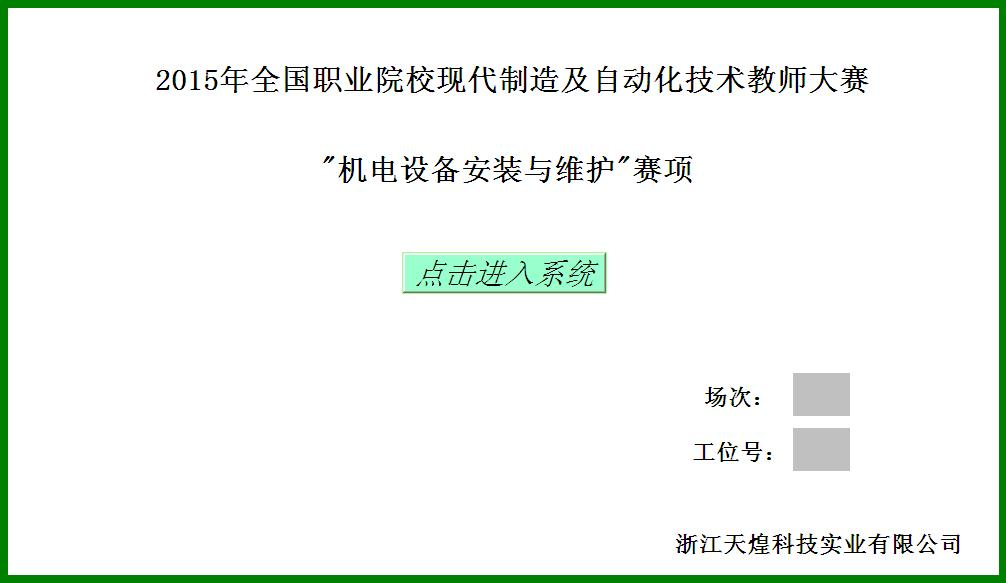 2015年全国职业院校现代制造及自动化技术教师大赛
"机电设备安装与维护"赛项
点击进入系统
场次：
工位号：
浙江天煌科技实业有限公司